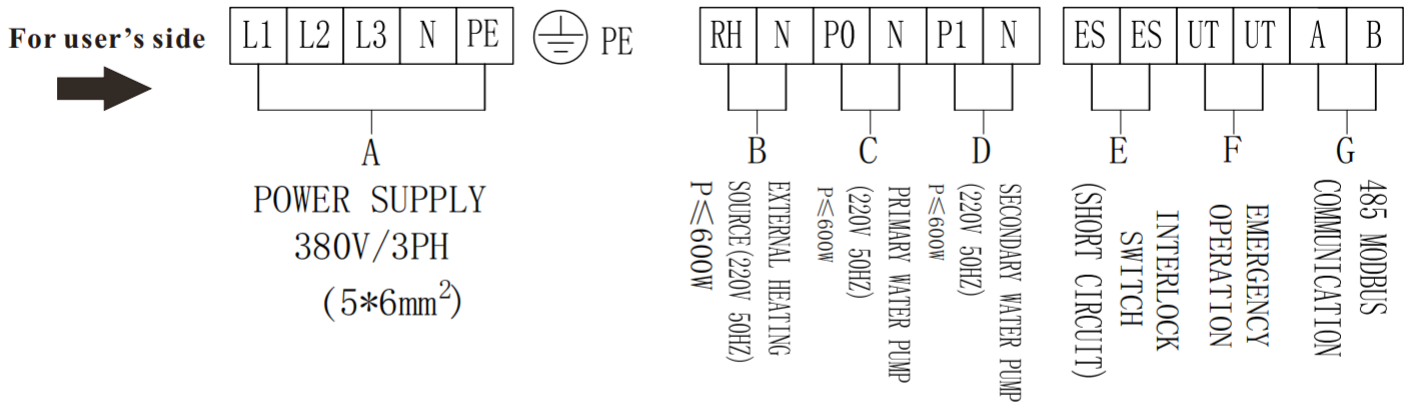 For user's side
L1 L2 L3 N PE
PE
RH N P0 N P1 N
ES ES UT UT A B
A
POWER SUPPLY
380V/3PH
(5*6mm²)
B
EXTERNAL HEATING
SOURCE(220V 50HZ)
P≤600W
C
PRIMARY WATER PUMP
(220V 50HZ)
P≤600W
D
SECONDARY WATER PUMP
(220V 50HZ)
P≤600W
E
INTERLOCK
SWITCH
(SHORT CIRCUIT)
F
EMERGENCY
OPERATION
G
485 MODBUS
COMMUNICATION